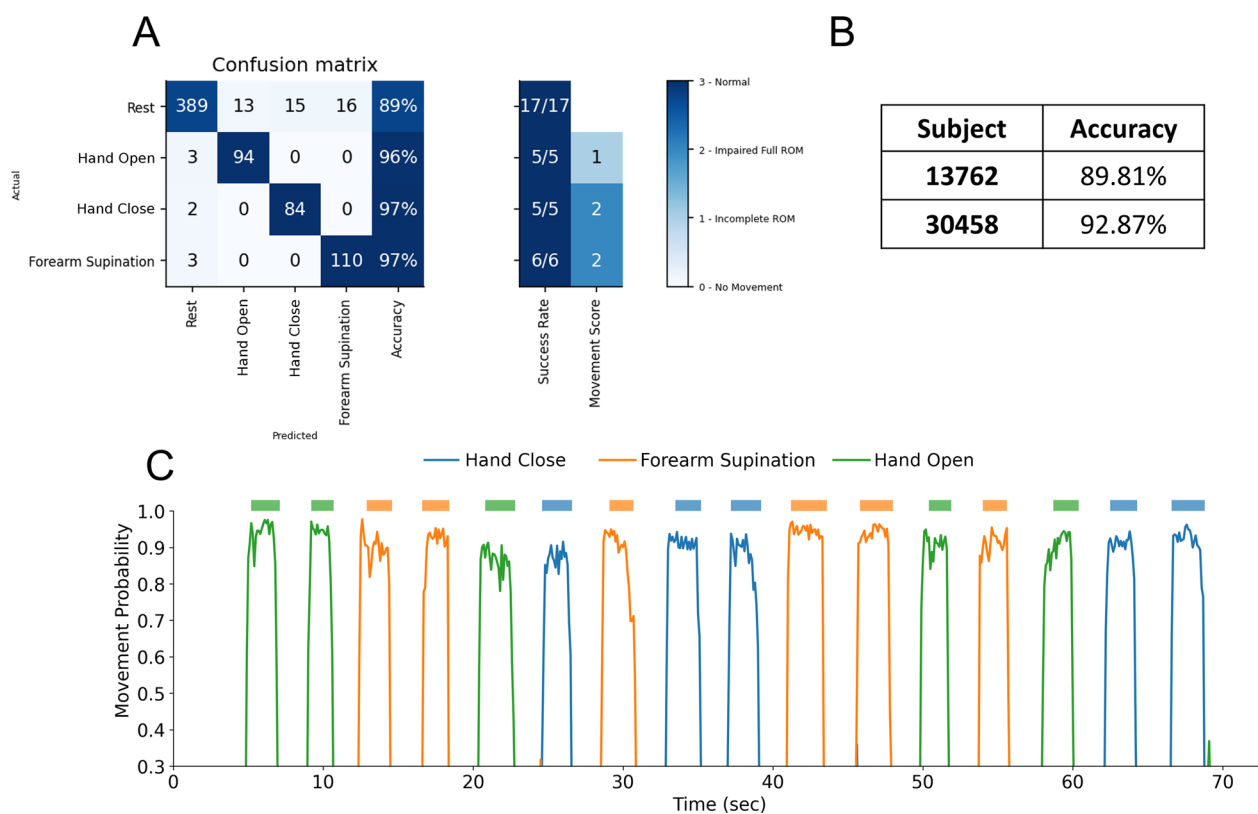 A
B
Confusion matrix
Actual
Rest 389 13 15 16 89%
Hand Open 3 94 0 0 96%
Hand Close 2 0 84 0 97%
Forearm Supination 3 0 0 110 97%
Rest
Hand Open
Hand Close
Forearm Supination
Accuracy
Predicted
17/17
5/5 1
5/5 2
6/6 2
Success Rate
Movement Score
3 - Normal
2 - Impaired Full ROM
1 - Incomplete ROM
0 - No Movement
Subject Accuracy
13762 89.81%
30458 92.87%
C
Hand Close Forearm Supination Hand Open
Movement Probability
1.0
0.9
0.8
0.7
0.6
0.5
0.4
0.3
0 10 20 30 40 50 60 70
Time (sec)